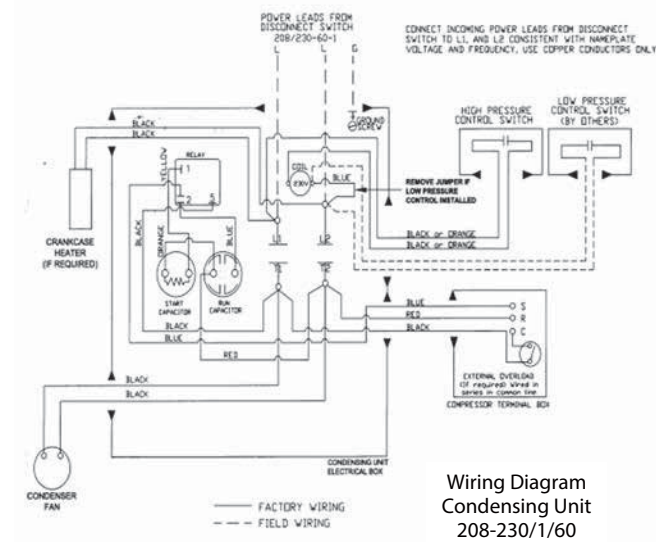 POWER LEADS FROM
DISCONNECT SWITCH
208/230-60-1
L
L
G
CONNECT INCOMING POWER LEADS FROM DISCONNECT
SWITCH TO L1, AND L2 CONSISTENT WITH NAMEPLATE
VOLTAGE AND FREQUENCY, USE COPPER CONDUCTORS ONLY
BLACK
BLACK
GROUND
SCREW
HIGH PRESSURE
CONTROL SWITCH
LOW PRESSURE
CONTROL SWITCH
(BY OTHERS)
YELLOW
RELAY
1
2
5
COIL
230V
BLUE
REMOVE JUMPER IF
LOW PRESSURE
CONTROL INSTALLED
CRANKCASE
HEATER
(IF REQUIRED)
BLACK
ORANGE
BLUE
L1
L2
BLACK or ORANGE
BLACK or ORANGE
START
CAPACITOR
RUN
CAPACITOR
T1
BLACK
BLUE
RED
BLUE
RED
BLACK
S
R
C
EXTERNAL OVERLOAD
(If required) Wired in
series in common line
COMPRESSOR TERMINAL BOX
BLACK
BLACK
CONDENSING UNIT
ELECTRICAL BOX
CONDENSER
FAN
FACTORY WIRING
FIELD WIRING
Wiring Diagram
Condensing Unit
208-230/1/60